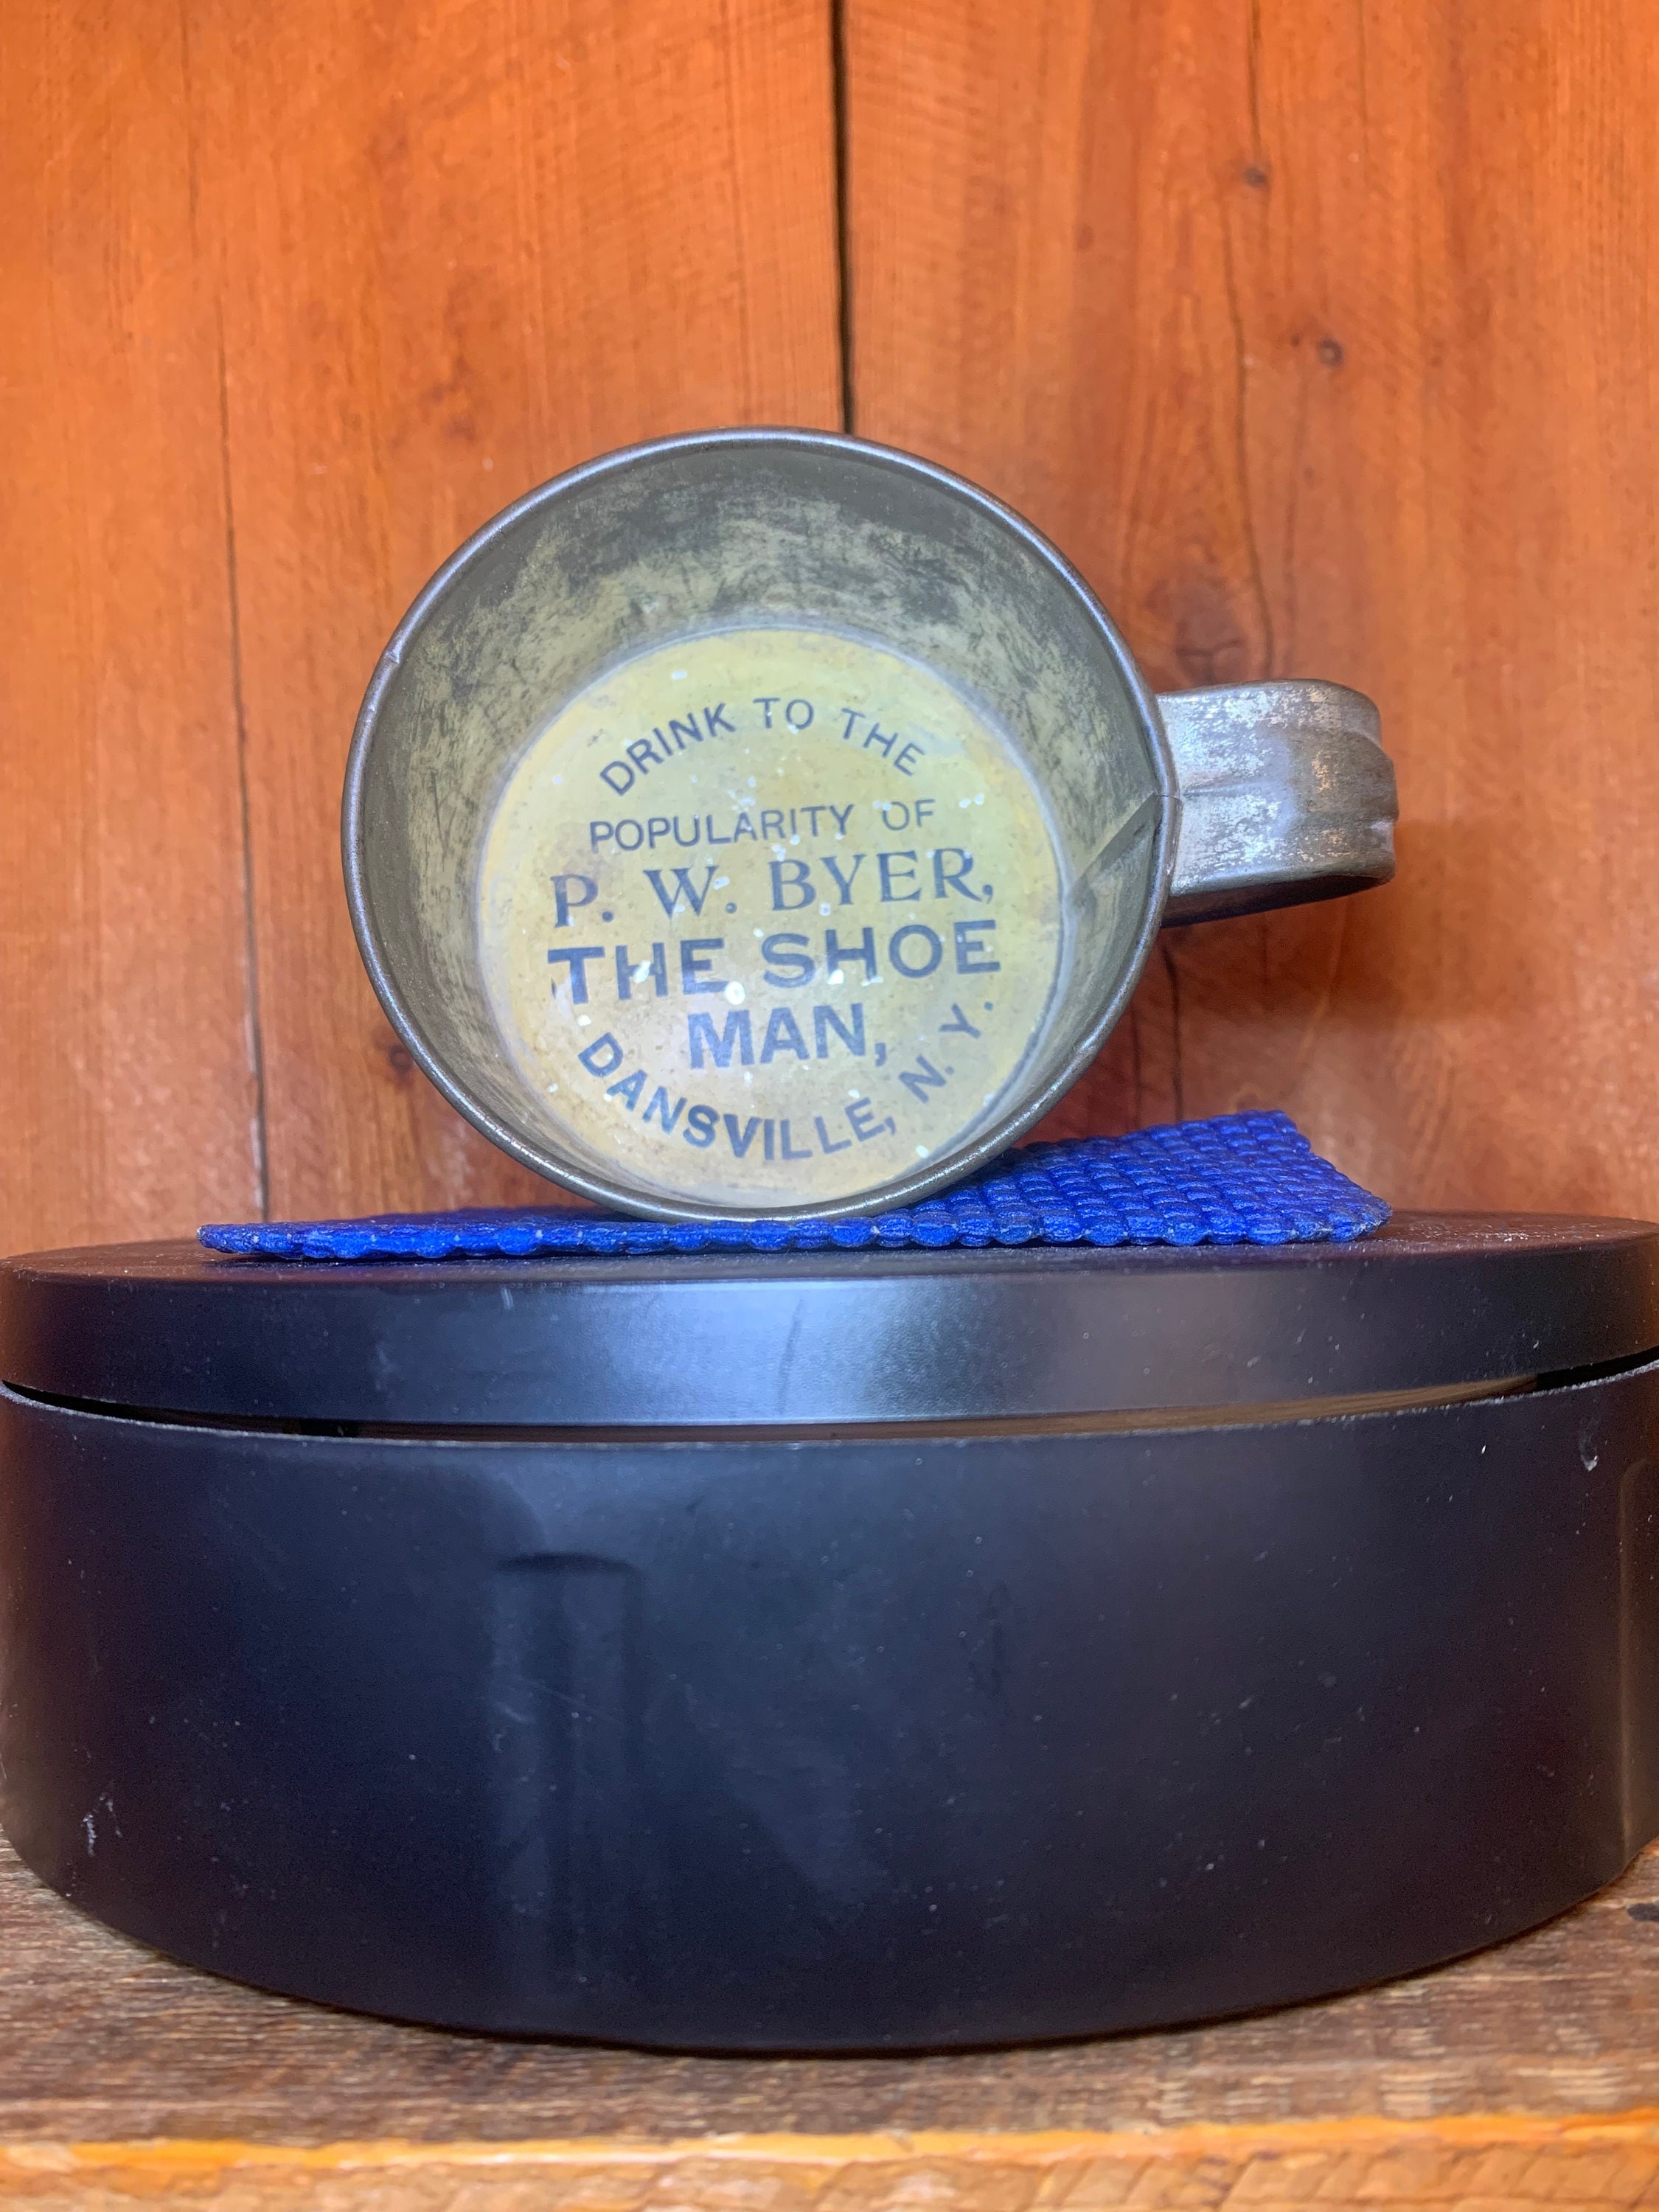 DRINK TO THE
POPULARITY OF
P. W. BYER,
THE SHOE
MAN,
DANSVILLE, N. Y.